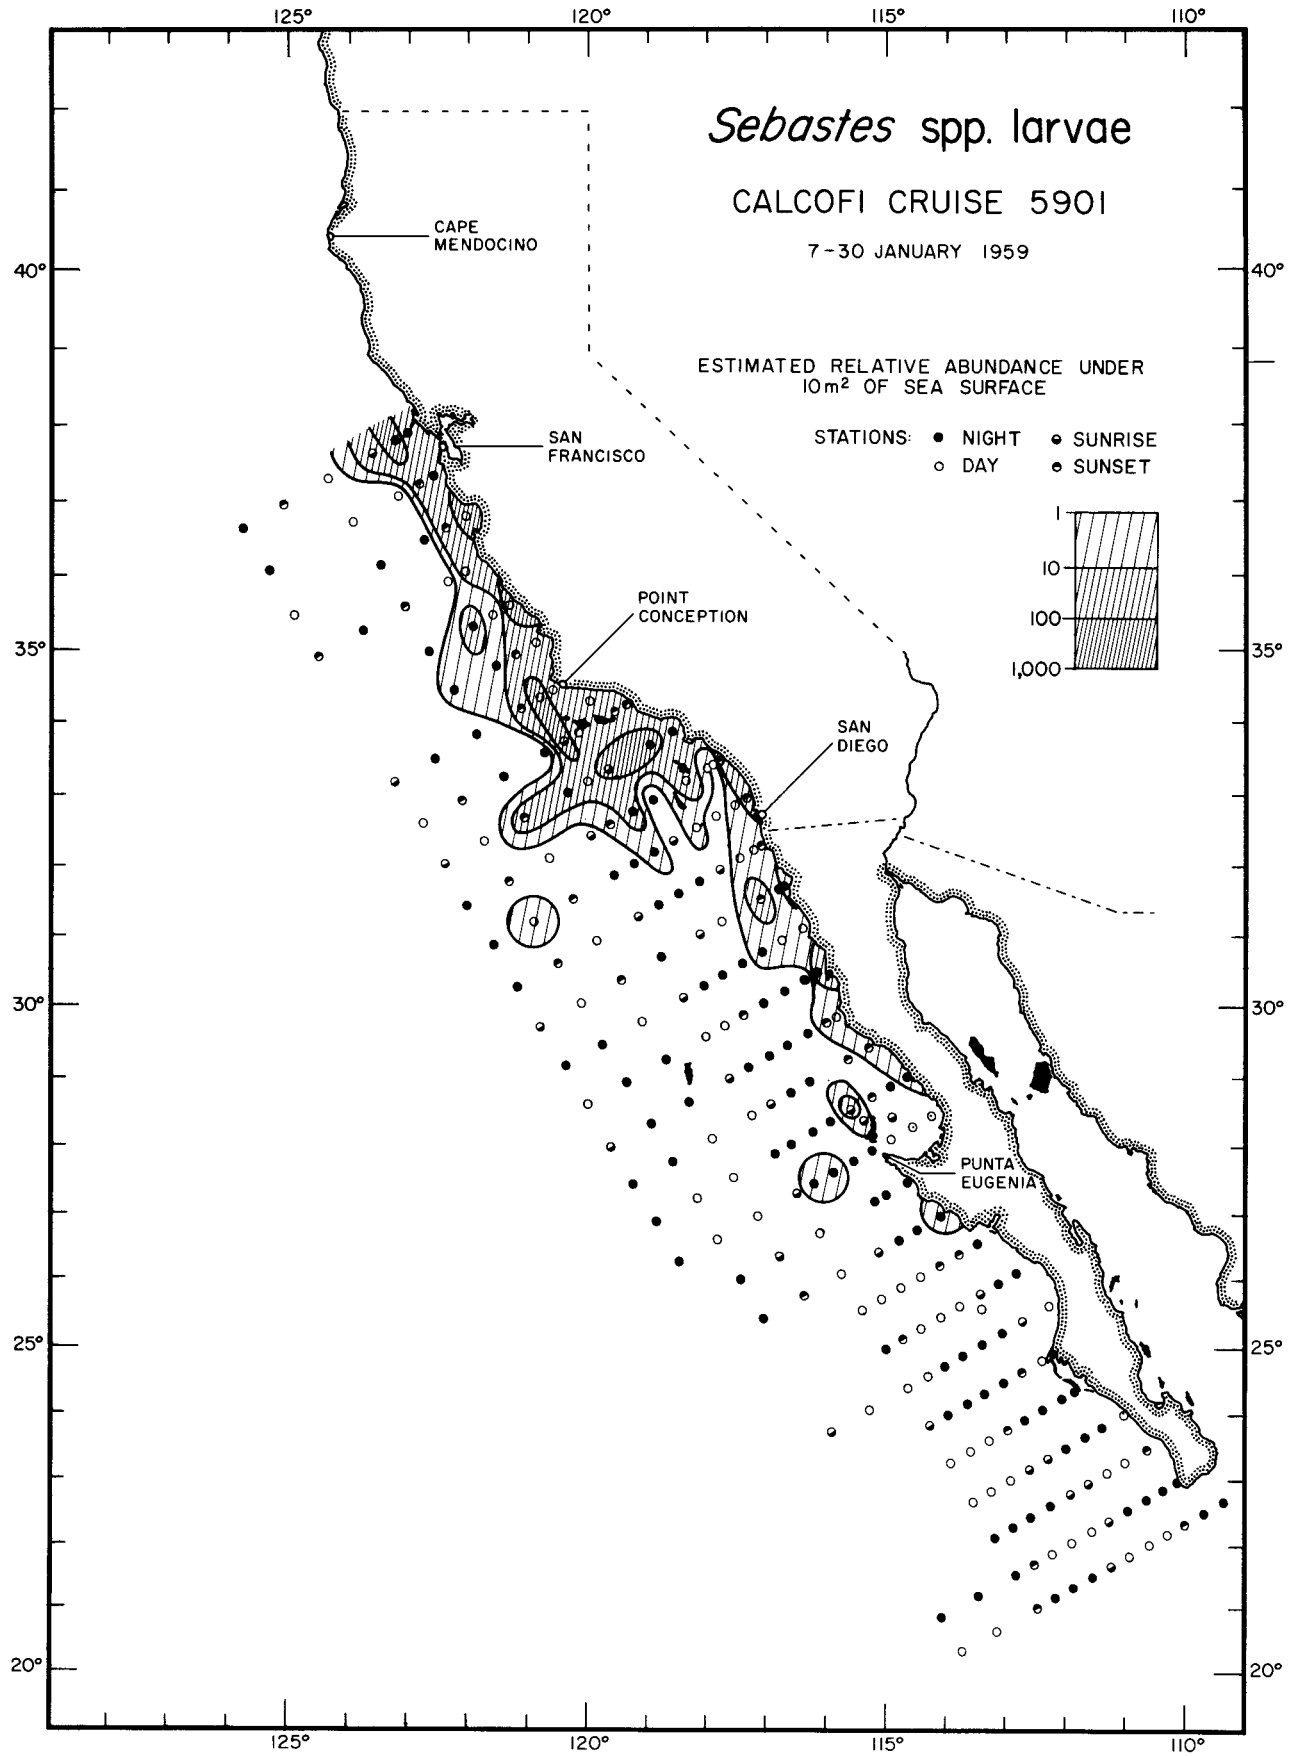 125° 120° 115° 110°
Sebastes spp. larvae
CALCOFI CRUISE 5901
7-30 JANUARY 1959
CAPE
MENDOCINO
40° 40°
ESTIMATED RELATIVE ABUNDANCE UNDER
10m² OF SEA SURFACE
STATIONS: ● NIGHT ◒ SUNRISE
○ DAY ◓ SUNSET
SAN
FRANCISCO
1
10
100
1,000
POINT
CONCEPTION
35° 35°
SAN
DIEGO
30° 30°
PUNTA
EUGENIA
25° 25°
20° 20°
125° 120° 115° 110°